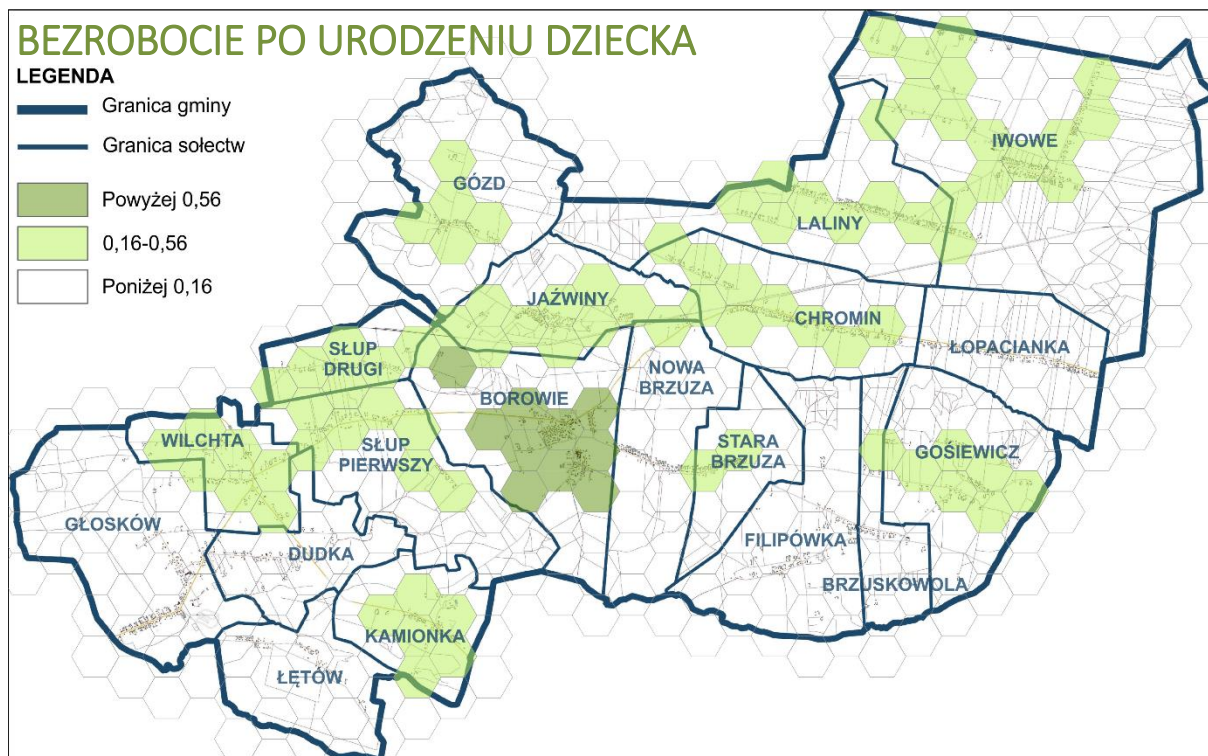 BEZROBOCIE PO URODZENIU DZIECKA
LEGENDA
Granica gminy
Granica sołectw
Powyżej 0,56
0,16-0,56
Poniżej 0,16
IWOWE
GÓZD
LALINY
JAŹWINY
CHROMIN
ŁOPACIANKA
SŁUP
DRUGI
NOWA
BRZUZA
BOROWIE
WILCHTA
SŁUP
PIERWSZY
STARA
BRZUZA
GOŚIEWICZ
GŁOSKÓW
DUDKA
FILIPÓWKA
BRZUSKOWOLA
KAMIONKA
ŁĘTÓW